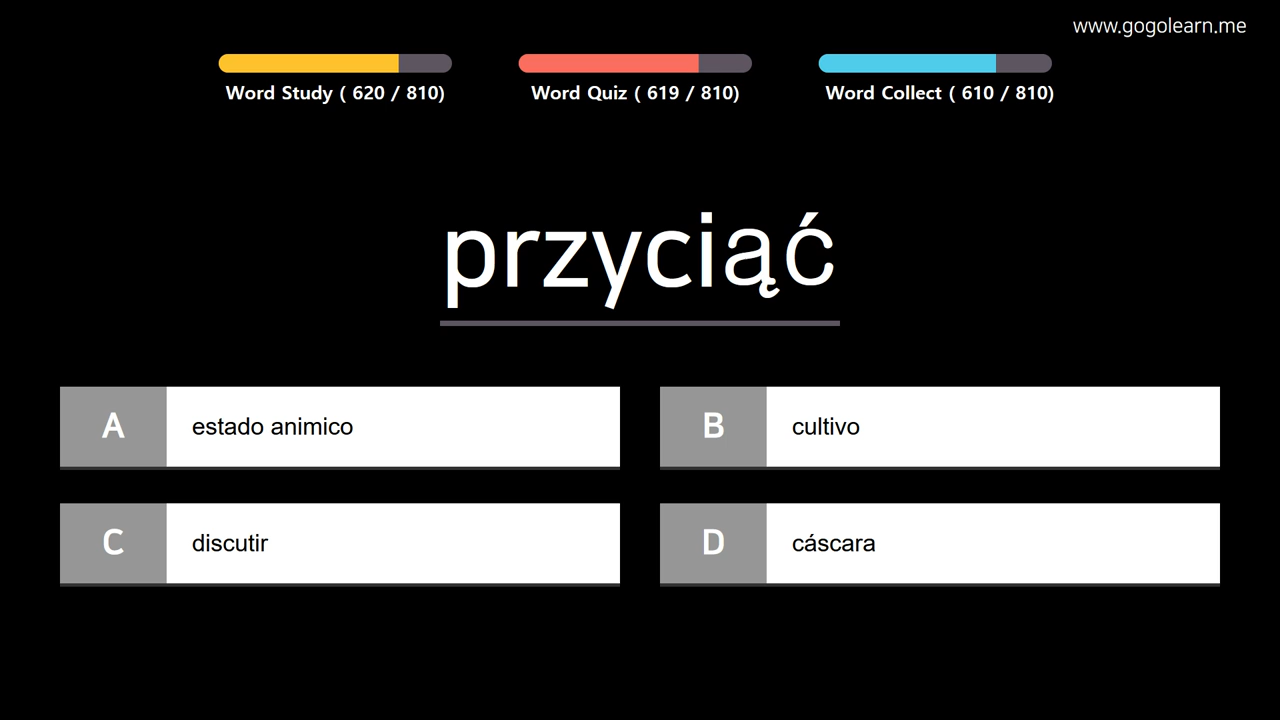 www.gogolearn.me
Word Study ( 620 / 810)
Word Quiz ( 619 / 810)
Word Collect ( 610 / 810)
przyciąć
A estado animico
B cultivo
C discutir
D cáscara